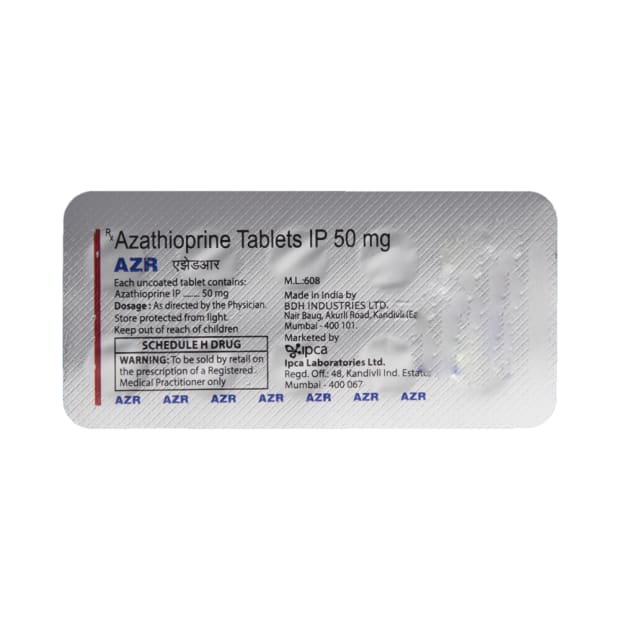 Rx Azathioprine Tablets IP 50 mg
AZR एझेडआर
Each uncoated tablet contains:
Azathioprine IP ....... 50 mg
Dosage : As directed by the Physician.
Store protected from light.
Keep out of reach of children
SCHEDULE H DRUG
WARNING: To be sold by retail on
the prescription of a Registered
Medical Practitioner only
M.L.:608
Made in India by
BDH INDUSTRIES LTD.
Nair Baug, Akurli Road, Kandivli (Ea
Mumbai - 400 101.
Marketed by
ipca
Ipca Laboratories Ltd.
Regd. Off.: 48, Kandivli Ind. Estate,
Mumbai - 400 067
AZR AZR AZR AZR AZR AZR AZR